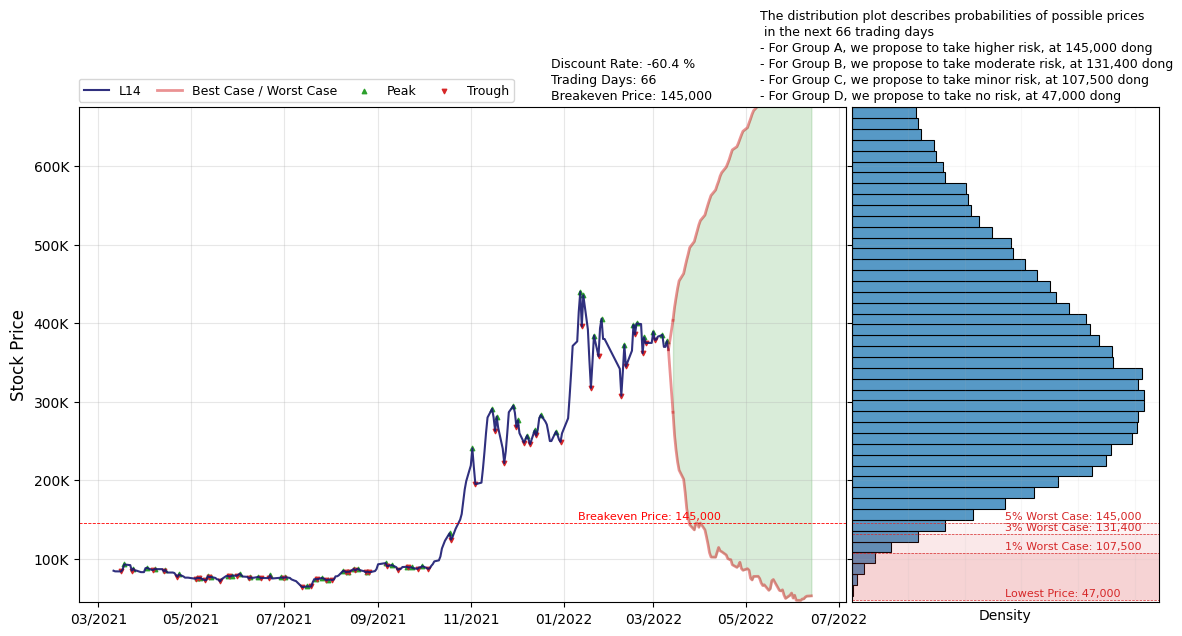 The distribution plot describes probabilities of possible prices
in the next 66 trading days
- For Group A, we propose to take higher risk, at 145,000 dong
- For Group B, we propose to take moderate risk, at 131,400 dong
- For Group C, we propose to take minor risk, at 107,500 dong
- For Group D, we propose to take no risk, at 47,000 dong
Discount Rate: -60.4 %
Trading Days: 66
Breakeven Price: 145,000
L14 Best Case / Worst Case Peak Trough
Stock Price
600K
500K
400K
300K
200K
100K
Breakeven Price: 145,000
5% Worst Case: 145,000
3% Worst Case: 131,400
1% Worst Case: 107,500
Lowest Price: 47,000
03/2021 05/2021 07/2021 09/2021 11/2021 01/2022 03/2022 05/2022 07/2022
Density